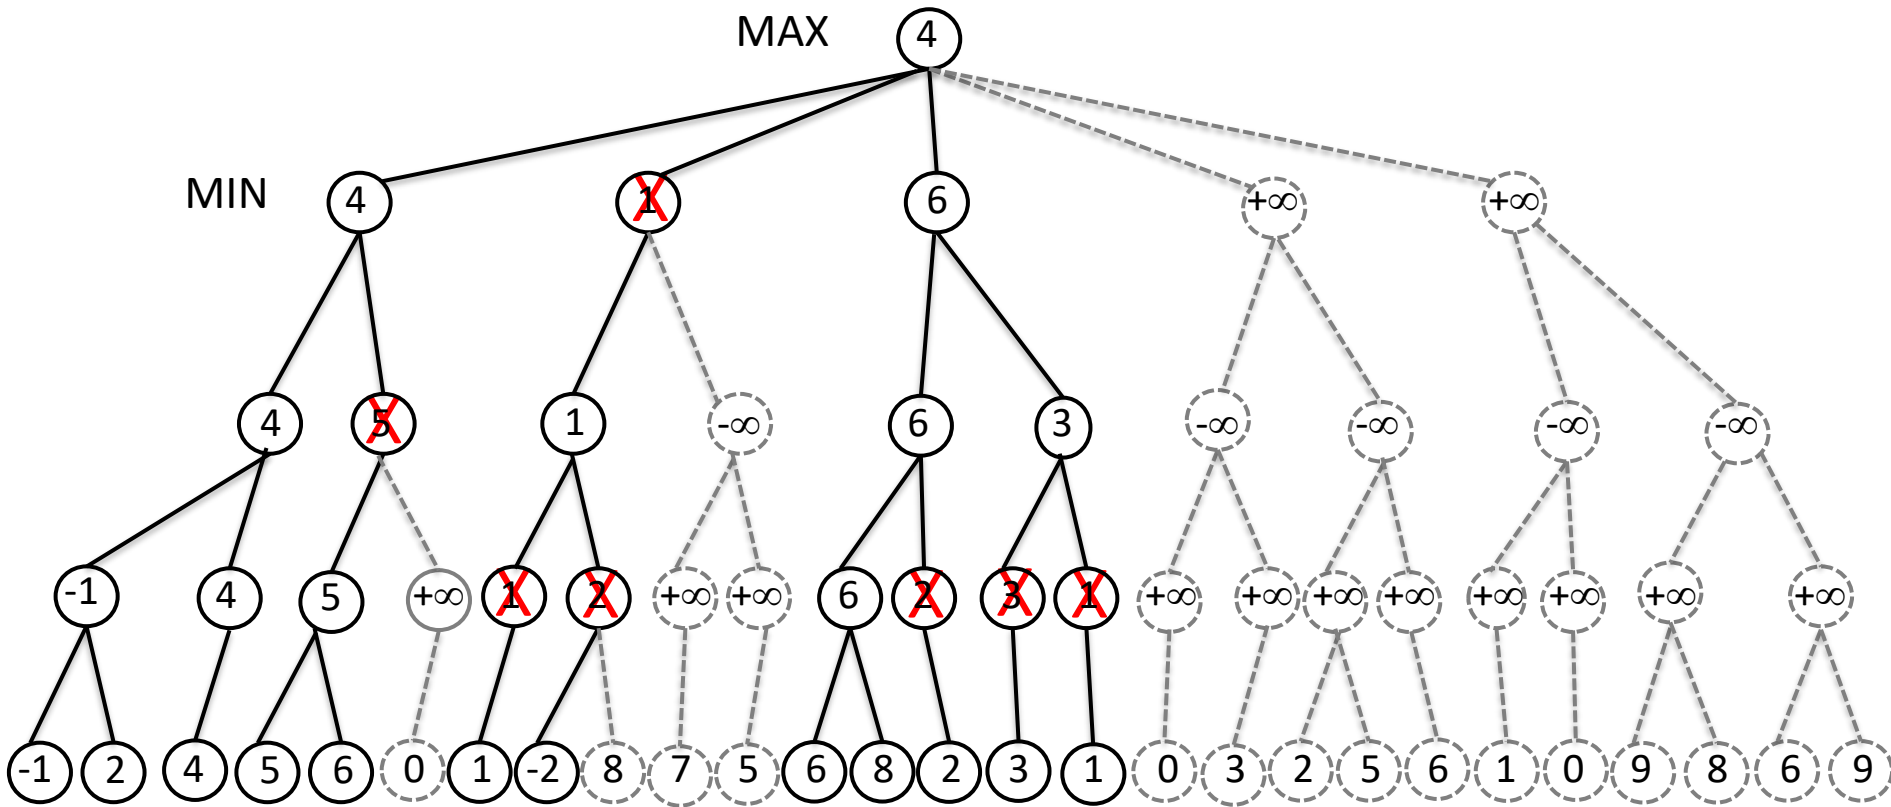 MAX 4
MIN 4 1 6 +∞ +∞
4 5 1 -∞ 6 3 -∞ -∞ -∞ -∞
-1 4 5 +∞ 1 2 +∞ +∞ 6 2 3 1 +∞ +∞ +∞ +∞ +∞ +∞ +∞ +∞
-1 2 4 5 6 0 1 -2 8 7 5 6 8 2 3 1 0 3 2 5 6 1 0 9 8 6 9